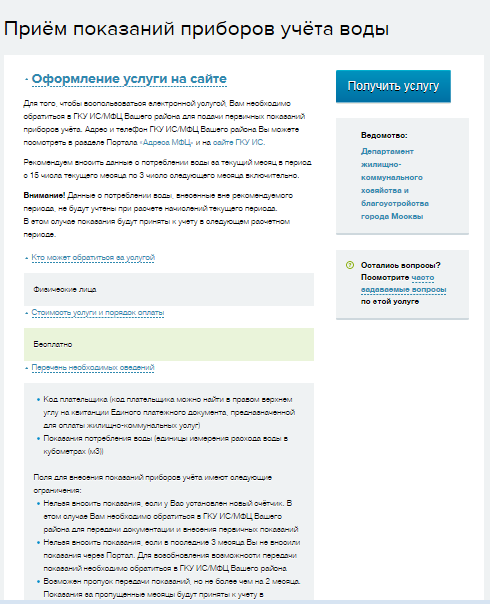 Приём показаний приборов учёта воды
Оформление услуги на сайте
Для того, чтобы воспользоваться электронной услугой, Вам необходимо
обратиться в ГКУ ИС/МФЦ Вашего района для подачи первичных показаний
приборов учёта. Адрес и телефон ГКУ ИС/МФЦ Вашего района Вы можете
посмотреть в разделе Портала «Адреса МФЦ» и на сайте ГКУ ИС.
Рекомендуем вносить данные о потреблении воды за текущий месяц в период
с 15 числа текущего месяца по 3 число следующего месяца включительно.
Внимание! Данные о потреблении воды, внесенные вне рекомендуемого
периода, не будут учтены при расчете начислений текущего периода.
В этом случае показания будут приняты к учету в следующем расчетном
периоде.
Кто может обратиться за услугой
Физические лица
Стоимость услуги и порядок оплаты
Бесплатно
Перечень необходимых сведений
Код плательщика (код плательщика можно найти в правом верхнем
углу на квитанции Единого платежного документа, предназначенной
для оплаты жилищно-коммунальных услуг)
Показания потребления воды (единицы измерения расхода воды в
кубометрах (м3))
Поля для внесения показаний приборов учёта имеют следующие
ограничения:
Нельзя вносить показания, если у Вас установлен новый счётчик. В
этом случае Вам необходимо обратиться в ГКУ ИС/МФЦ Вашего
района для передачи документации и внесения первичных показаний
Нельзя вносить показания, если в последние 3 месяца Вы не вносили
показания через Портал. Для возобновления возможности передачи
показаний необходимо обратиться в ГКУ ИС/МФЦ Вашего района
Возможен пропуск передачи показаний, но не более чем на 2 месяца.
Показания за пропущенные месяцы будут приняты к учету в
Получить услугу
Ведомство:
Департамент
жилищно-
коммунального
хозяйства и
благоустройства
города Москвы
Остались вопросы?
Посмотрите часто
задаваемые вопросы
по этой услуге